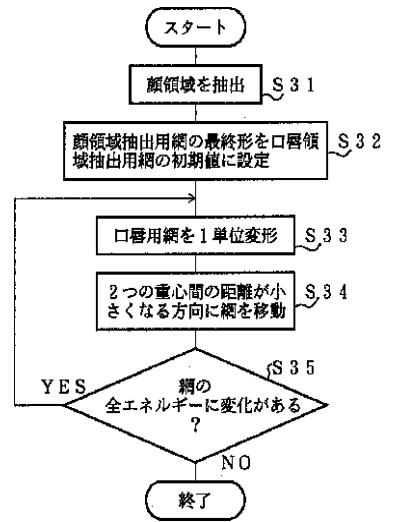 スタート
顔領域を抽出
S31
顔領域抽出用網の最終形を口唇領
域抽出用網の初期値に設定
S32
口唇用網を1単位変形
S33
2つの重心間の距離が小
さくなる方向に網を移動
S34
S35
網の
全エネルギーに変化がある
?
YES
NO
終了